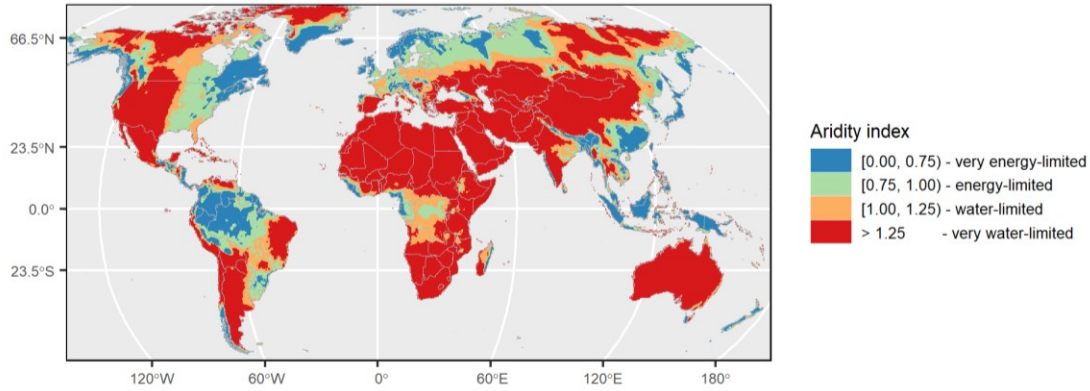 66.5°N
23.5°N
0.0°
23.5°S
120°W
60°W
0°
60°E
120°E
180°
Aridity index
[0.00, 0.75) - very energy-limited
[0.75, 1.00) - energy-limited
[1.00, 1.25) - water-limited
> 1.25 - very water-limited